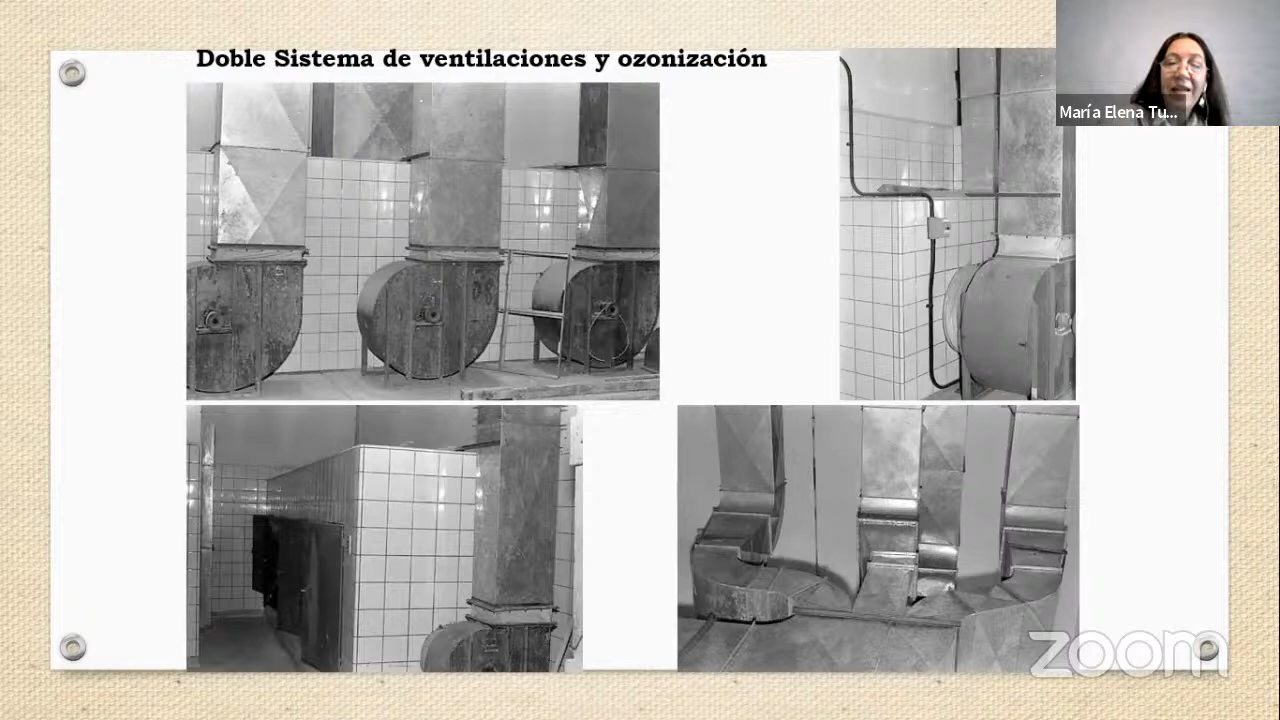 Doble Sistema de ventilaciones y ozonización
María Elena Tu...
zoom